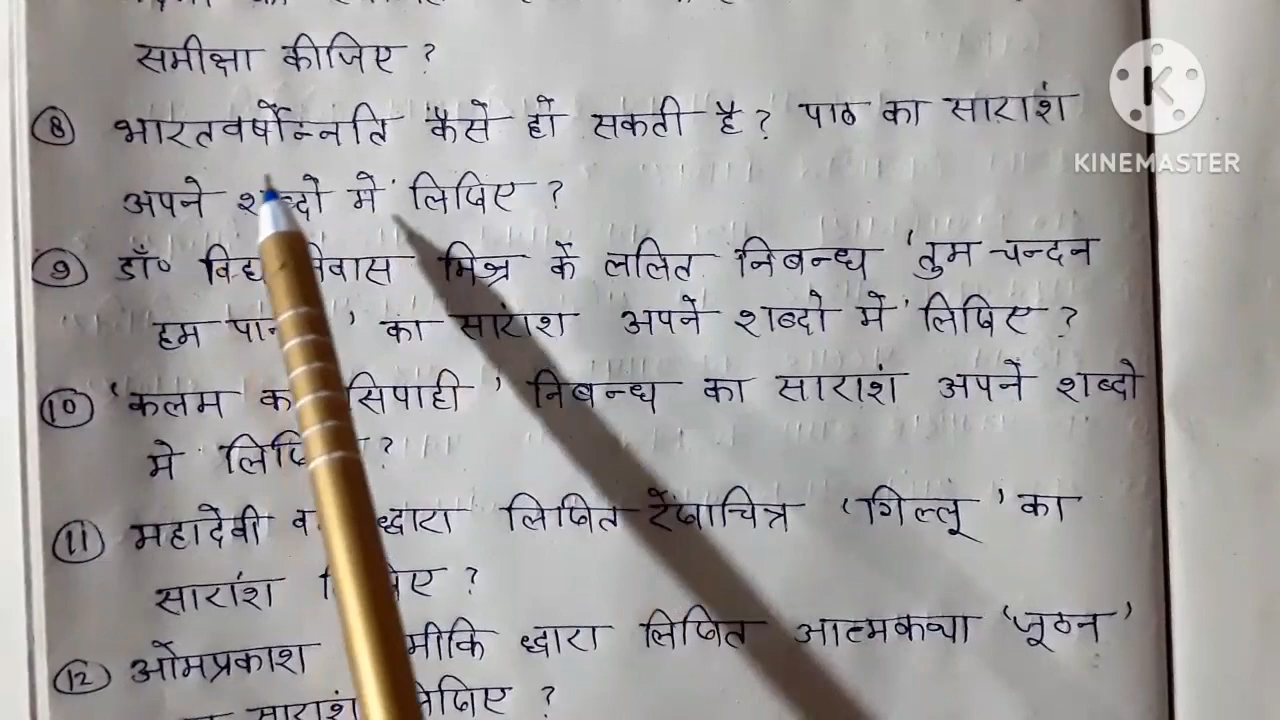 समीक्षा कीजिए ?
⑧ भारतवर्षोन्नति कैसे हो सकती है ? पाठ का साराशं
अपने शब्दो में लिखिए ?
⑨ डॉ० मिश्र के ललित निबन्ध 'तुम चन्दन
हम ' का सारांश अपने शब्दो में लिखिए ?
⑩ 'कलम सिपाही ' निबन्ध का साराशं अपने शब्दो
मे ?
⑪ महादेवी द्धारा लिखित रेखाचित्र 'गिल्लू ' का
सारांश ?
⑫ ओमप्रकाश द्धारा लिखित आत्मकथा 'जूठन'
साराशं ?
KINEMASTER